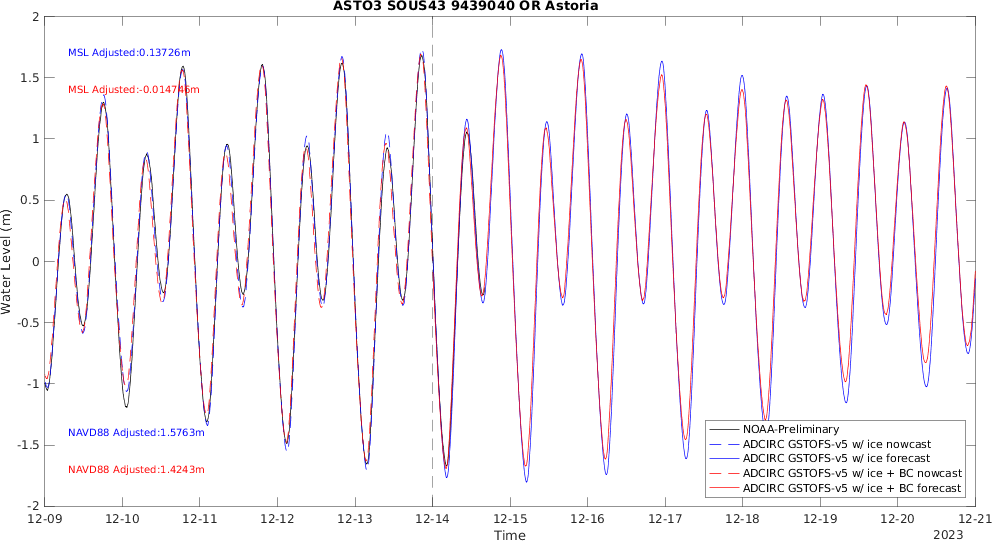 ASTO3 SOUS43 9439040 OR Astoria
MSL Adjusted:0.13726m
MSL Adjusted:-0.014746m
NAVD88 Adjusted:1.5763m
NAVD88 Adjusted:1.4243m
Water Level (m)
2
1.5
1
0.5
0
-0.5
-1
-1.5
-2
NOAA-Preliminary
ADCIRC GSTOFS-v5 w/ ice nowcast
ADCIRC GSTOFS-v5 w/ ice forecast
ADCIRC GSTOFS-v5 w/ ice + BC nowcast
ADCIRC GSTOFS-v5 w/ ice + BC forecast
12-09 12-10 12-11 12-12 12-13 12-14 12-15 12-16 12-17 12-18 12-19 12-20 12-21
Time
2023